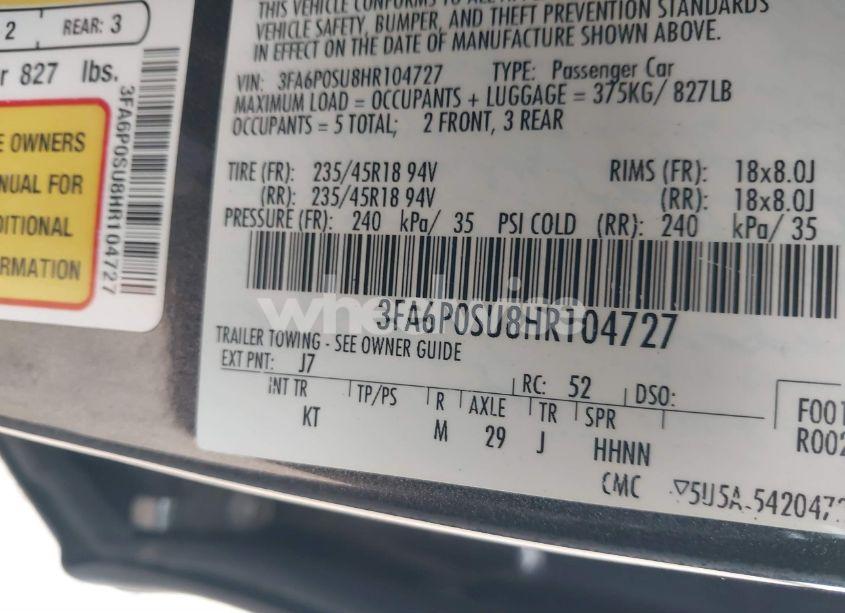 2 REAR: 3
827 lbs.
E OWNERS
NUAL FOR
DITIONAL
ORMATION
3FA6P0SU8HR104727
THIS VEHICLE CONFORMS TO ALL
VEHICLE SAFETY, BUMPER, AND THEFT PREVENTION STANDARDS
IN EFFECT ON THE DATE OF MANUFACTURE SHOWN ABOVE.
VIN: 3FA6P0SU8HR104727 TYPE: Passenger Car
MAXIMUM LOAD = OCCUPANTS + LUGGAGE = 375KG/ 827LB
OCCUPANTS = 5 TOTAL; 2 FRONT, 3 REAR
TIRE (FR): 235/45R18 94V RIMS (FR): 18x8.0J
(RR): 235/45R18 94V (RR): 18x8.0J
PRESSURE (FR): 240 kPa/ 35 PSI COLD (RR): 240 kPa/ 35
3FA6P0SU8HR104727
TRAILER TOWING - SEE OWNER GUIDE
EXT PNT: J7 RC: 52 DSO:
INT TR TP/PS R AXLE TR SPR F001
KT M 29 J HHNN R002
CMC 5U5A-5420472